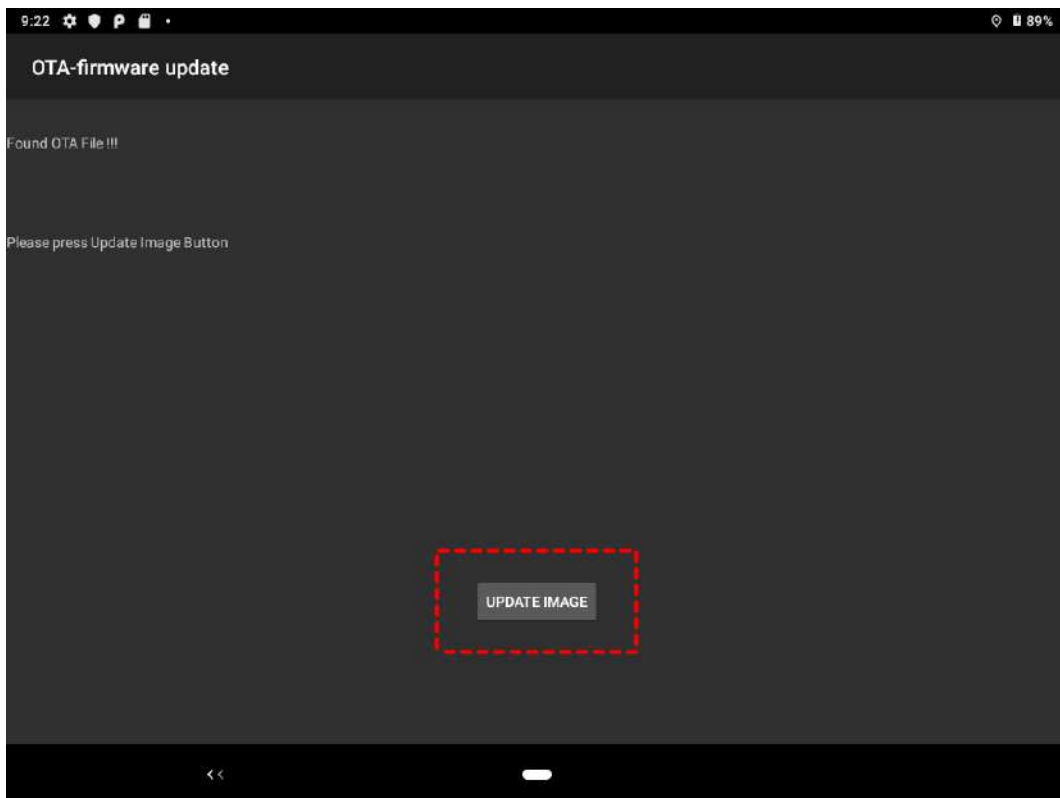 9:22 P 89%
OTA-firmware update
Found OTA File !!!
Please press Update Image Button
UPDATE IMAGE